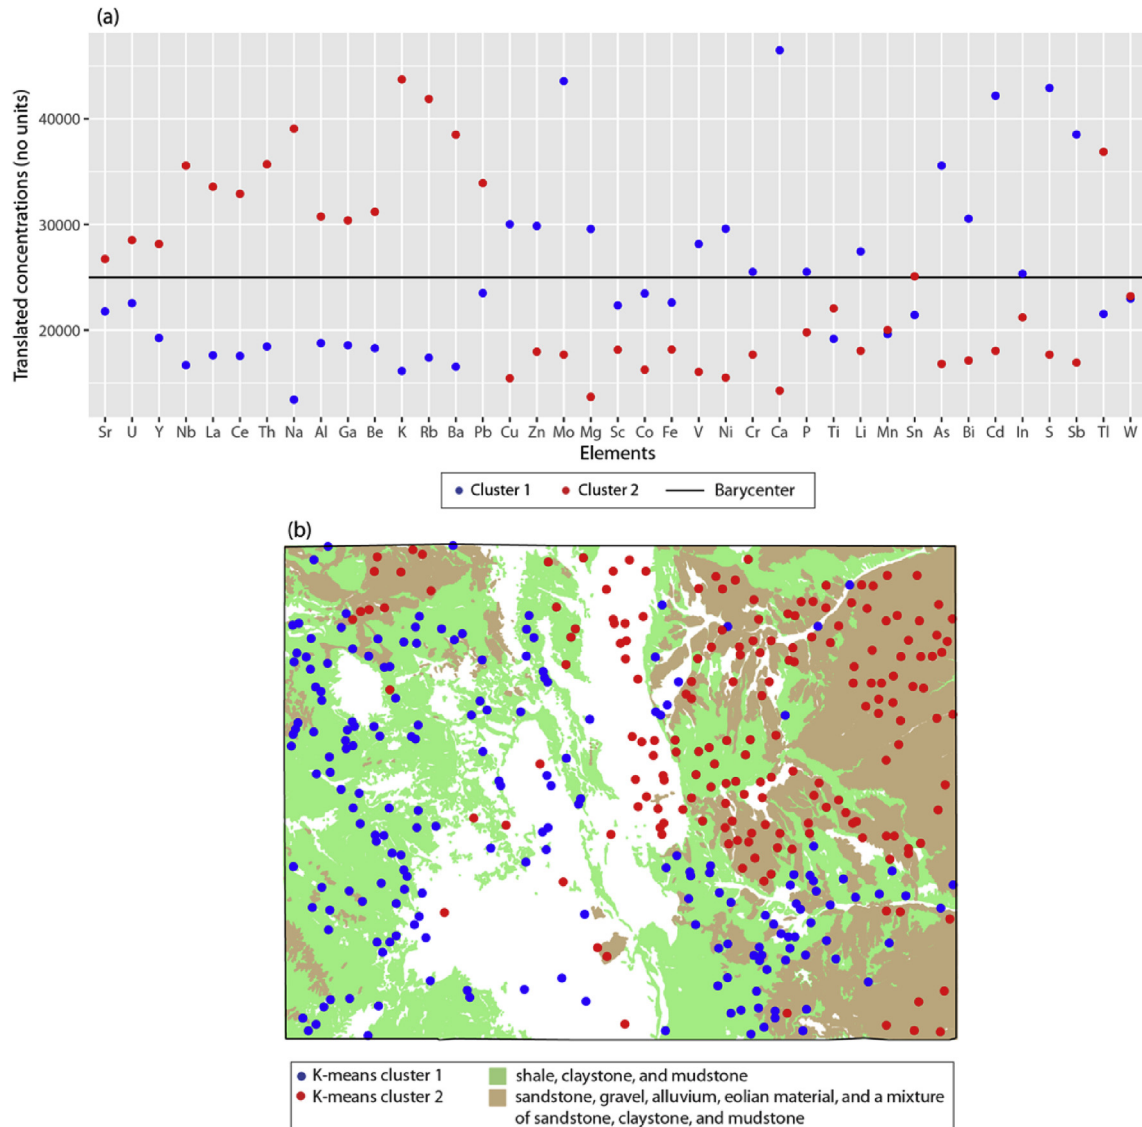 (a)
Translated concentrations (no units)
40000
30000
20000
Sr U Y Nb La Ce Th Na Al Ga Be K Rb Ba Pb Cu Zn Mo Mg Sc Co Fe V Ni Cr Ca P Ti Li Mn Sn As Bi Cd In S Sb Tl W
Elements
Cluster 1 Cluster 2 Barycenter
(b)
K-means cluster 1 shale, claystone, and mudstone
K-means cluster 2 sandstone, gravel, alluvium, eolian material, and a mixture
of sandstone, claystone, and mudstone